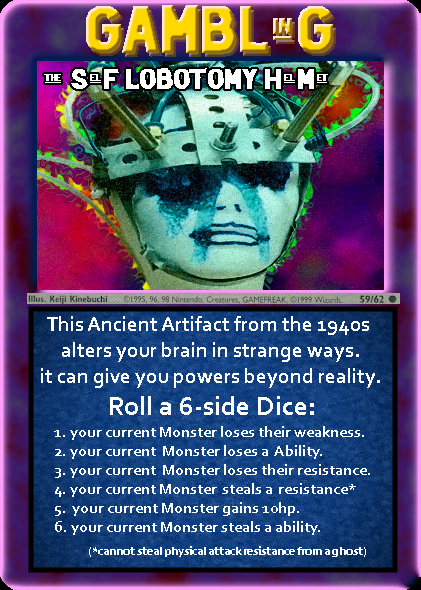 GAMBLinG
THE SElF LOBOTOMY HElMet
Illus. Keiji Kinebuchi ©1995, 96, 98 Nintendo, Creatures, GAMEFREAK. ©1999 Wizards. 59/62 ●
This Ancient Artifact from the 1940s
alters your brain in strange ways.
it can give you powers beyond reality.
Roll a 6-side Dice:
1. your current Monster loses their weakness.
2. your current Monster loses a Ability.
3. your current Monster loses their resistance.
4. your current Monster steals a resistance*
5. your current Monster gains 10hp.
6. your current Monster steals a ability.
(*cannot steal physical attack resistance from a ghost)